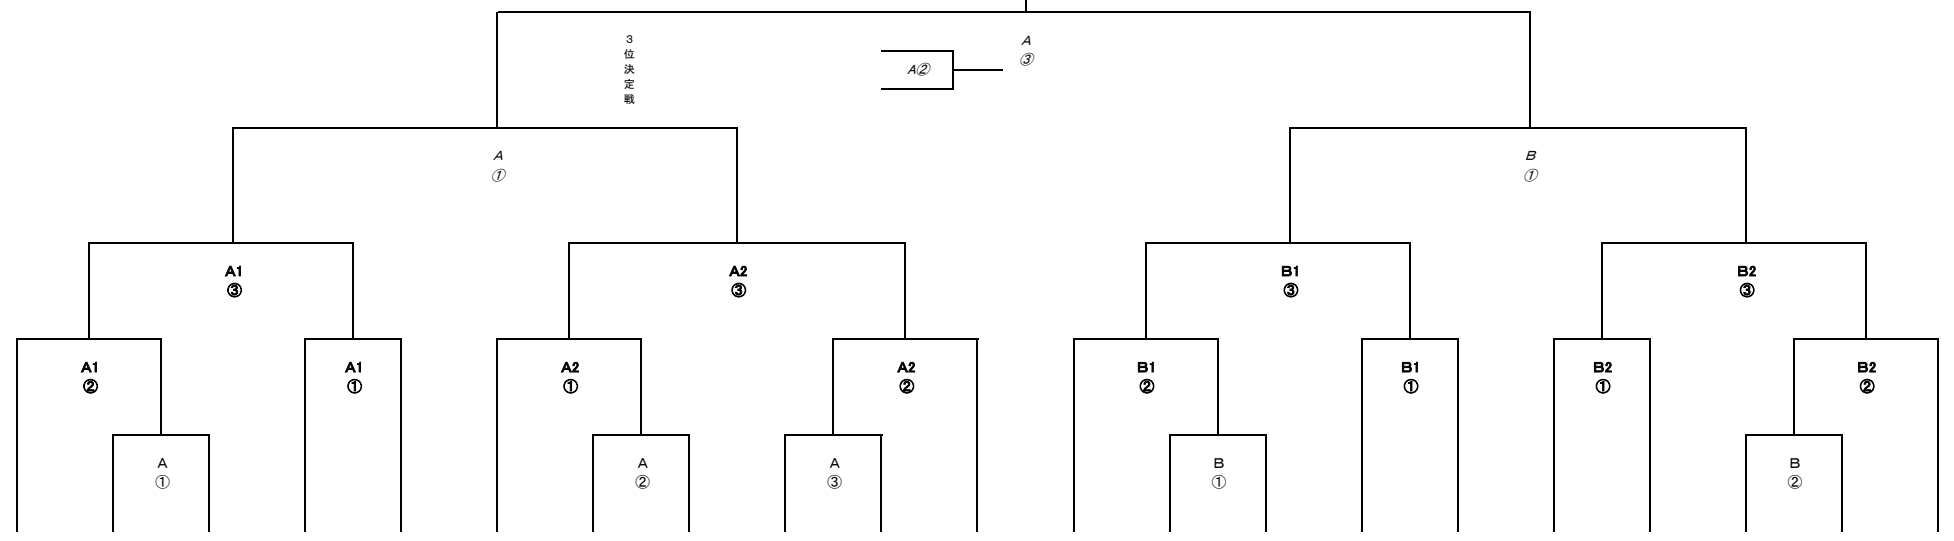 3
位
決
定
戦
A②
A
③
A
①
B
①
A1
③
A2
③
B1
③
B2
③
A1
②
A1
①
A2
①
A2
②
B1
②
B1
①
B2
①
B2
②
A
①
A
②
A
③
B
①
B
②